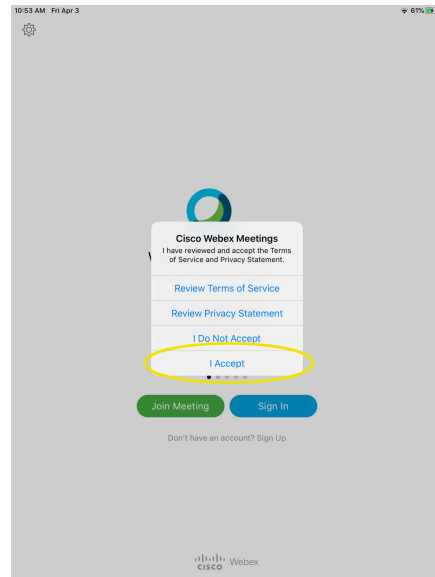 10:53 AM Fri Apr 3
61%
W
Cisco Webex Meetings
I have reviewed and accept the Terms
of Service and Privacy Statement.
Review Terms of Service
Review Privacy Statement
I Do Not Accept
I Accept
Join Meeting
Sign In
Don't have an account? Sign Up
cisco Webex